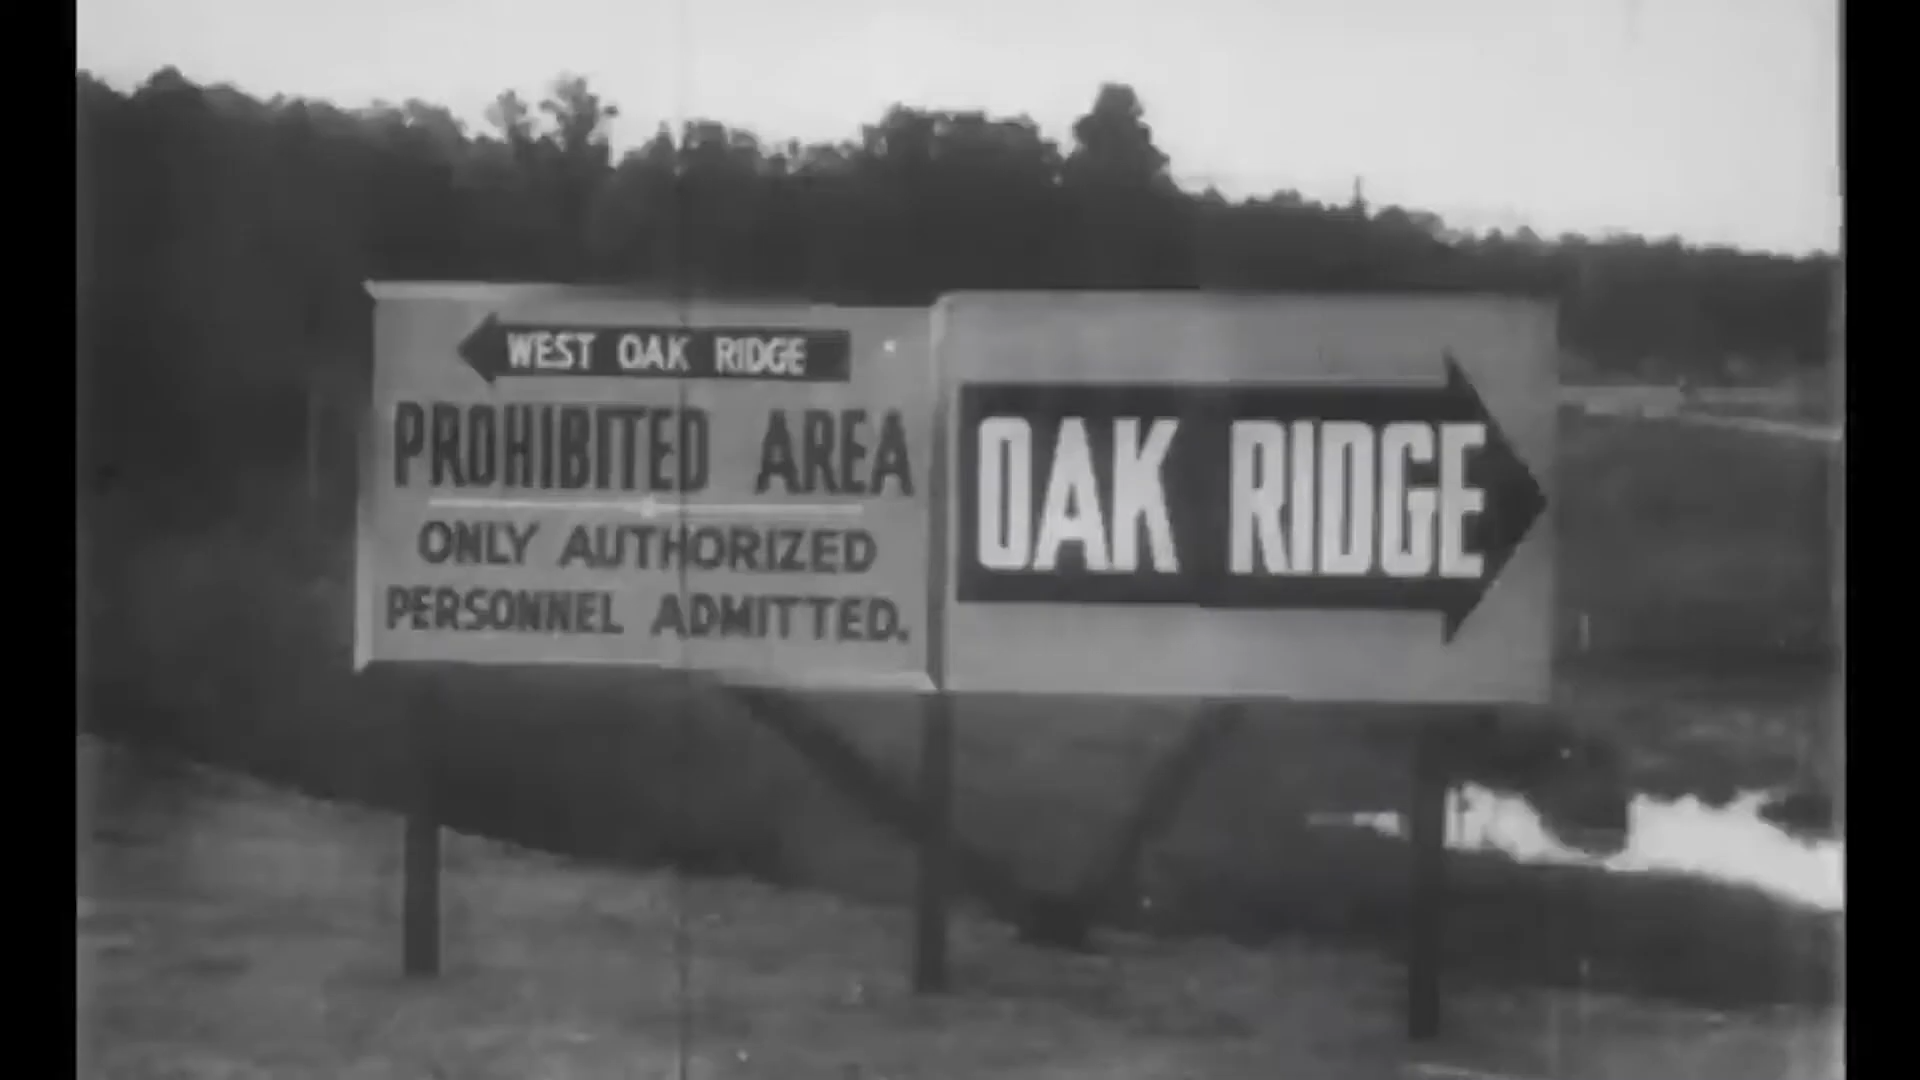 WEST OAK RIDGE
PROHIBITED AREA
ONLY AUTHORIZED
PERSONNEL ADMITTED.
OAK RIDGE